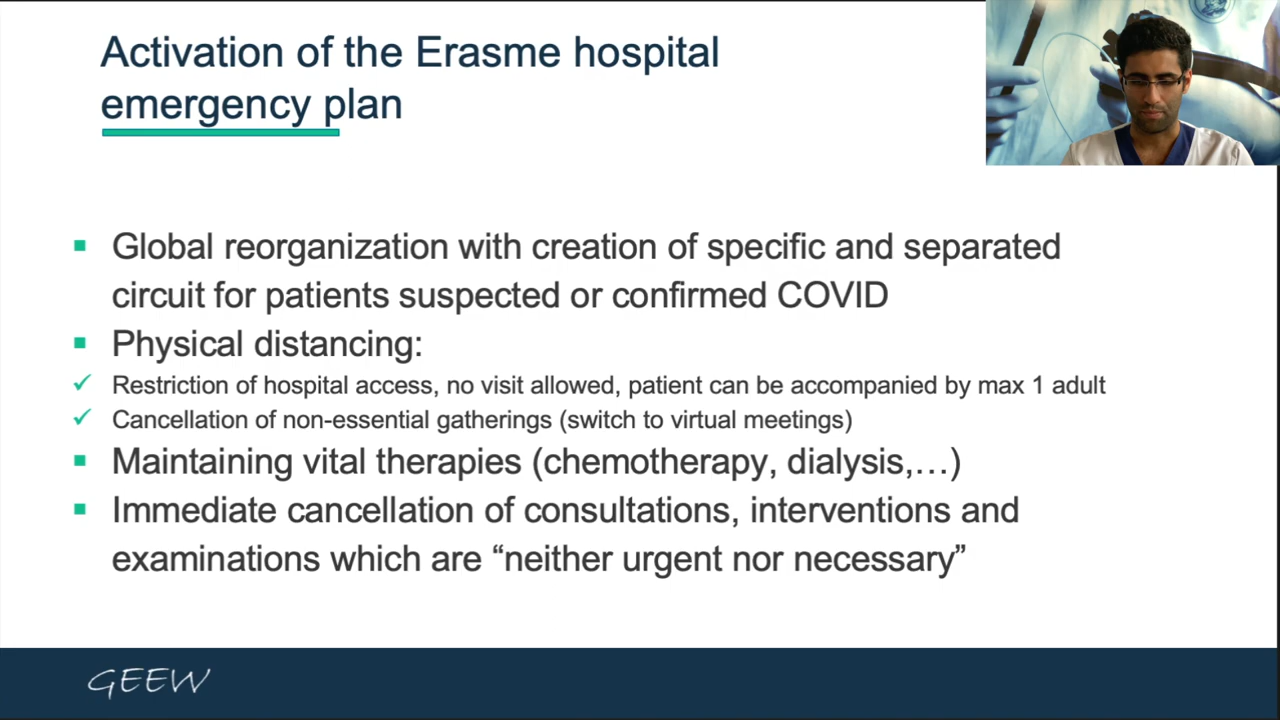 Activation of the Erasme hospital
emergency plan
Global reorganization with creation of specific and separated
circuit for patients suspected or confirmed COVID
Physical distancing:
Restriction of hospital access, no visit allowed, patient can be accompanied by max 1 adult
Cancellation of non-essential gatherings (switch to virtual meetings)
Maintaining vital therapies (chemotherapy, dialysis,…)
Immediate cancellation of consultations, interventions and
examinations which are “neither urgent nor necessary”
GEEW